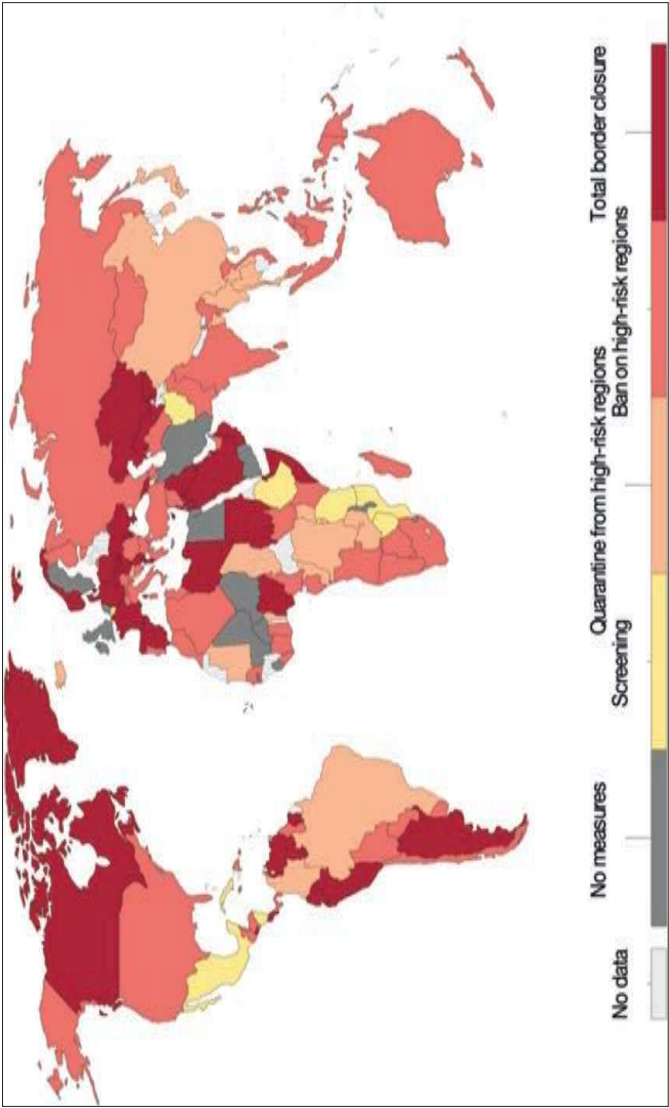 No data
No measures
Screening
Quarantine from high-risk regions
Ban on high-risk regions
Total border closure